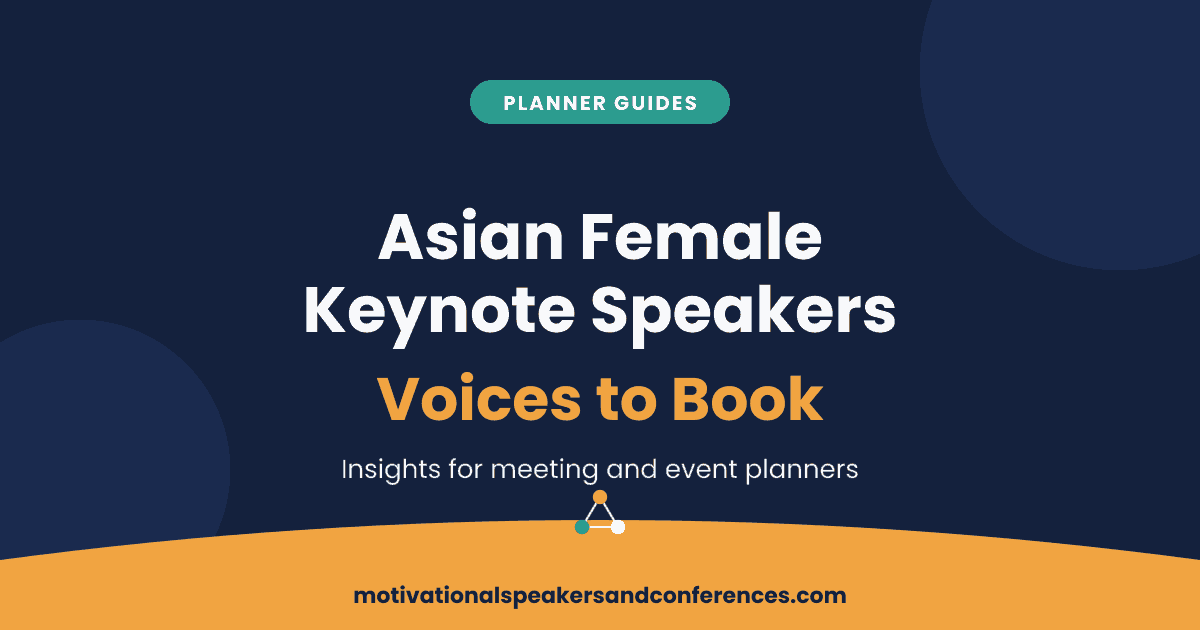 PLANNER GUIDES
Asian Female
Keynote Speakers
Voices to Book
Insights for meeting and event planners
motivationalspeakersandconferences.com